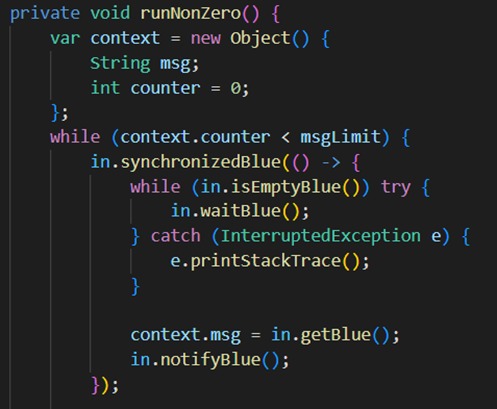 private void runNonZero() {
    var context = new Object() {
        String msg;
        int counter = 0;
    };
    while (context.counter < msgLimit) {
        in.synchronizedBlue(() -> {
            while (in.isEmptyBlue()) try {
                in.waitBlue();
            } catch (InterruptedException e) {
                e.printStackTrace();
            }

            context.msg = in.getBlue();
            in.notifyBlue();
        });